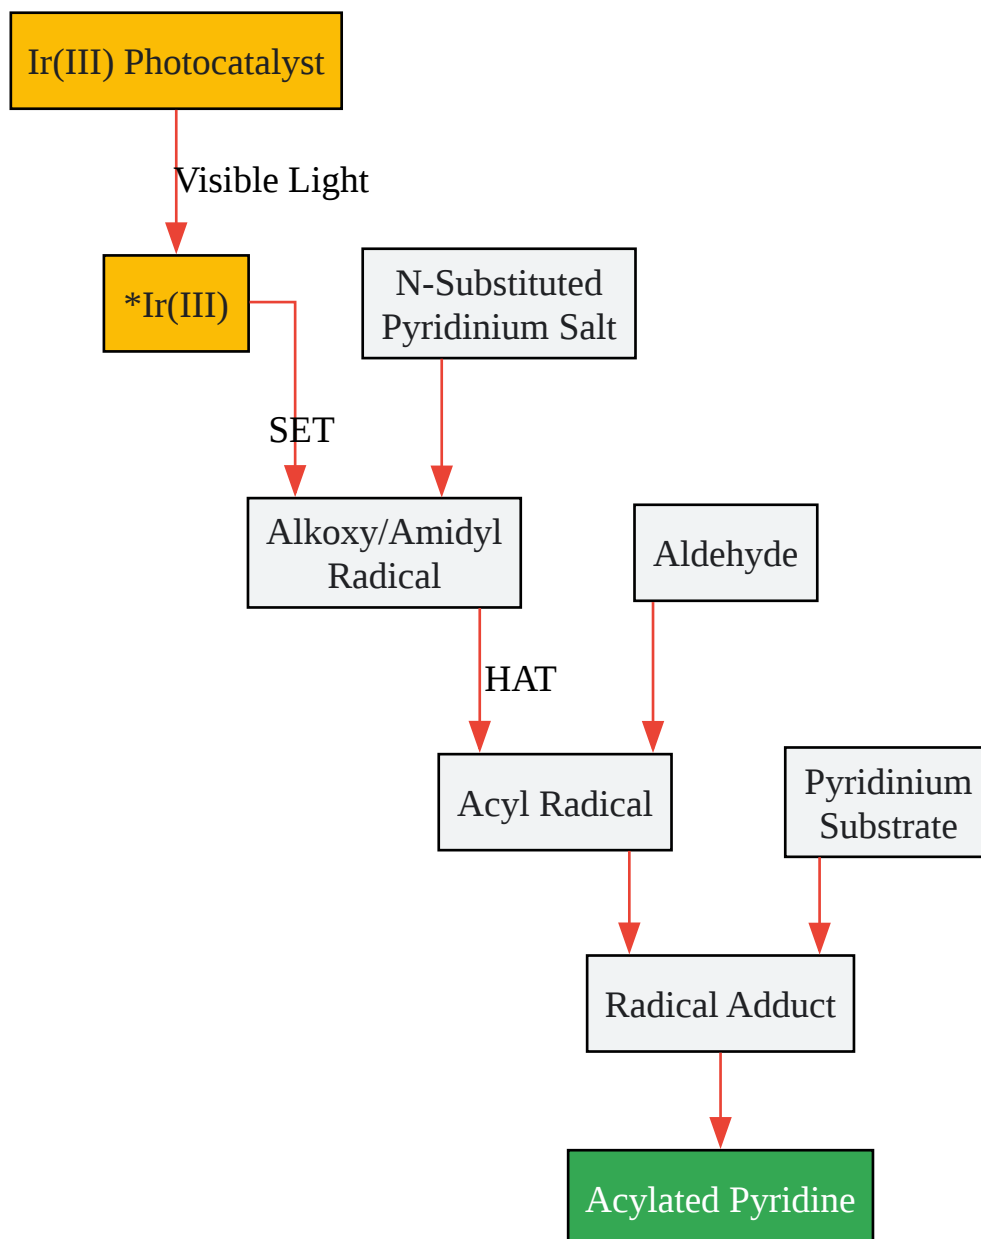 Ir(III) Photocatalyst
Visible Light
*Ir(III)
N-Substituted
Pyridinium Salt
SET
Alkoxy/Amidyl
Radical
Aldehyde
HAT
Acyl Radical
Pyridinium
Substrate
Radical Adduct
Acylated Pyridine